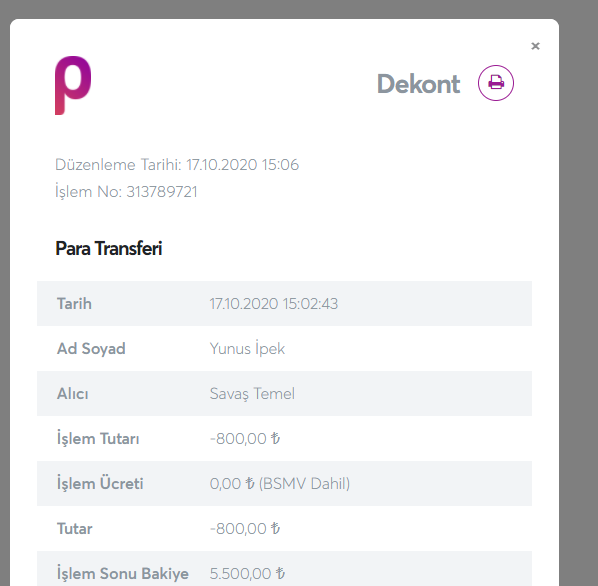 ×
p
Dekont
Düzenleme Tarihi: 17.10.2020 15:06
İşlem No: 313789721
Para Transferi
Tarih 17.10.2020 15:02:43
Ad Soyad Yunus İpek
Alıcı Savaş Temel
İşlem Tutarı -800,00 ₺
İşlem Ücreti 0,00 ₺ (BSMV Dahil)
Tutar -800,00 ₺
İşlem Sonu Bakiye 5.500,00 ₺